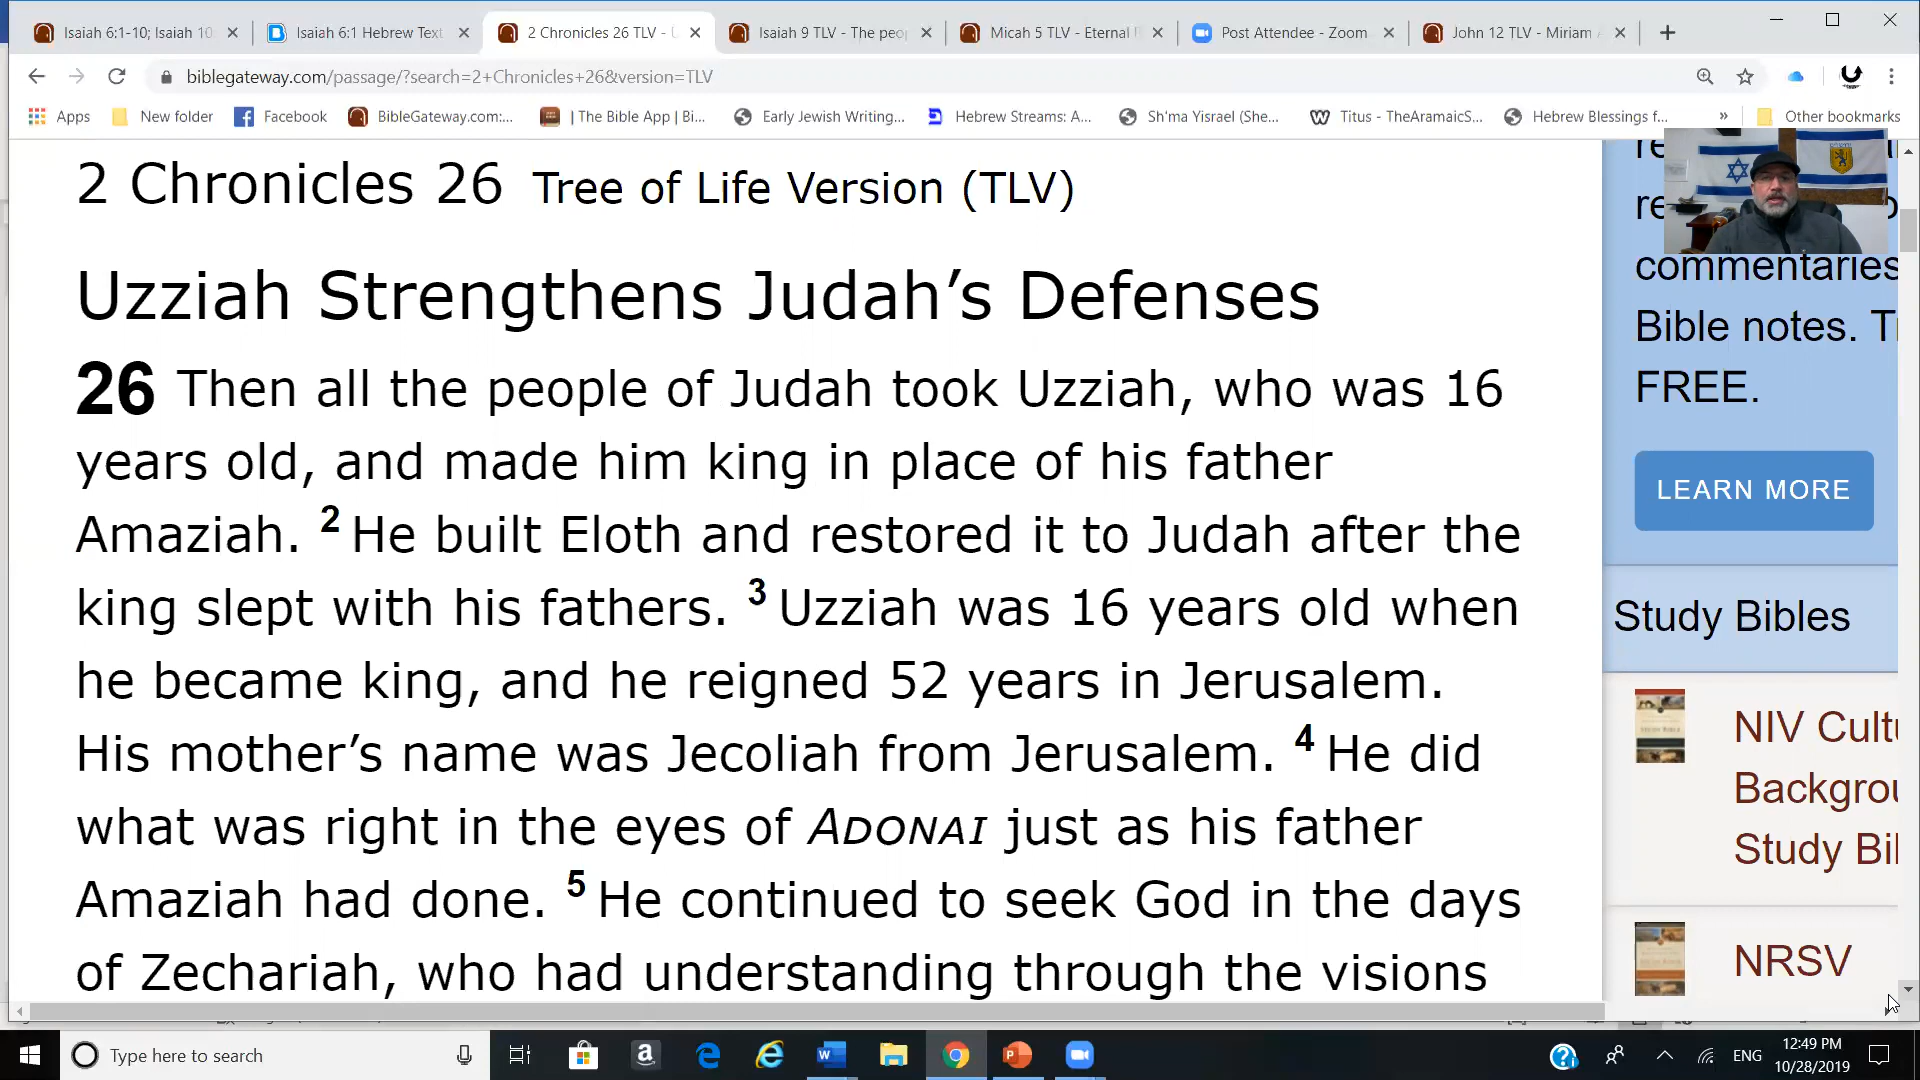 Isaiah 6:1-10; Isaiah 10
Isaiah 6:1 Hebrew Text
2 Chronicles 26 TLV -
Isaiah 9 TLV - The peo
Micah 5 TLV - Eternal
Post Attendee - Zoom
John 12 TLV - Miriam
biblegateway.com/passage/?search=2+Chronicles+26&version=TLV
Apps
New folder
Facebook
BibleGateway.com:...
| The Bible App | Bi...
Early Jewish Writing...
Hebrew Streams: A...
Sh'ma Yisrael (She...
Titus - TheAramaicS...
Hebrew Blessings f...
»
Other bookmarks
2 Chronicles 26 Tree of Life Version (TLV)
Uzziah Strengthens Judah’s Defenses
26 Then all the people of Judah took Uzziah, who was 16
years old, and made him king in place of his father
Amaziah. 2 He built Eloth and restored it to Judah after the
king slept with his fathers. 3 Uzziah was 16 years old when
he became king, and he reigned 52 years in Jerusalem.
His mother’s name was Jecoliah from Jerusalem. 4 He did
what was right in the eyes of ADONAI just as his father
Amaziah had done. 5 He continued to seek God in the days
of Zechariah, who had understanding through the visions
commentaries
Bible notes. T
FREE.
LEARN MORE
Study Bibles
NIV Cultu
Backgrou
Study Bi
NRSV
Type here to search
ENG
12:49 PM
10/28/2019